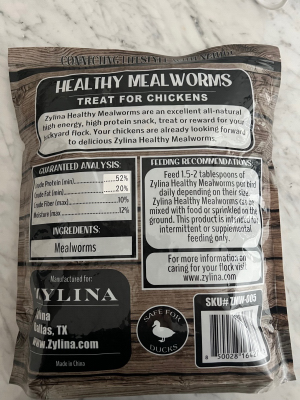 CONNECTING LIFESTYLE
HEALTHY MEALWORMS
TREAT FOR CHICKENS
Zylina Healthy Mealworms are an excellent all-natural
high energy, high protein snack, treat or reward for your
backyard flock. Your chickens are already looking forward
to delicious Zylina Healthy Mealworms.
GUARANTEED ANALYSIS:
Crude Protein (min)..........52%
Crude Fat (min)..........20%
Crude Fiber (max)..........10%
Moisture (max..........12%
INGREDIENTS:
Mealworms
FEEDING RECOMMENDATIONS:
Feed 1.5-2 tablespoons of
Zylina Healthy Mealworms per bird
daily depending on their size.
Zylina Healthy Mealworms can be
mixed with food or sprinkled on the
ground. This product is intended for
intermittent or supplemental
feeding only.
For more information on
caring for your flock visit
www.zylina.com
Manufactured for:
ZYLINA
Zylina
Dallas, TX
www.Zylina.com
Made in China
SAFE FOR
DUCKS
SKU# ZMW-005